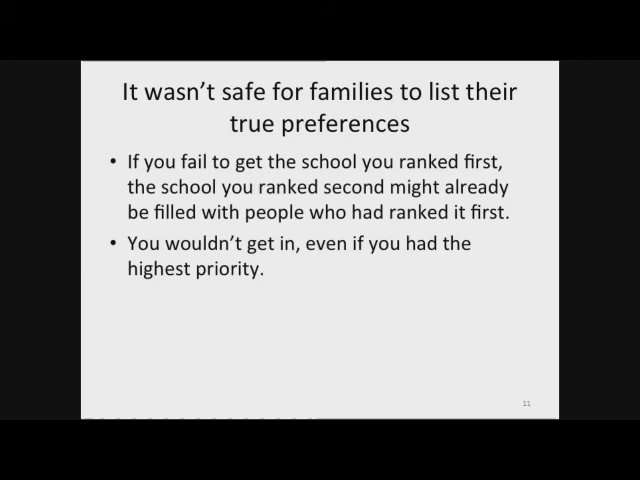 It wasn't safe for families to list their
true preferences
• If you fail to get the school you ranked first,
the school you ranked second might already
be filled with people who had ranked it first.
• You wouldn't get in, even if you had the
highest priority.
11